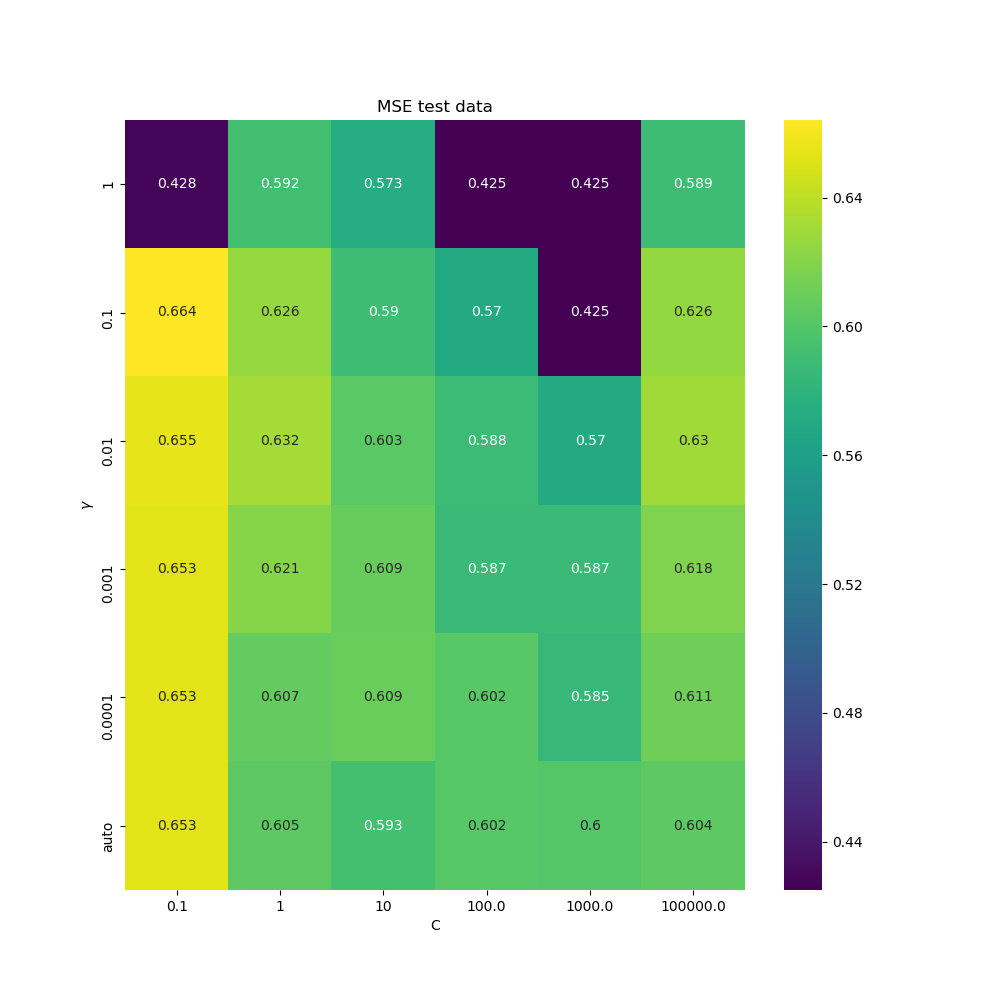 MSE test data
1 0.428 0.592 0.573 0.425 0.425 0.589
0.1 0.664 0.626 0.59 0.57 0.425 0.626
0.01 0.655 0.632 0.603 0.588 0.57 0.63
0.001 0.653 0.621 0.609 0.587 0.587 0.618
0.0001 0.653 0.607 0.609 0.602 0.585 0.611
auto 0.653 0.605 0.593 0.602 0.6 0.604
γ
0.1 1 10 100.0 1000.0 100000.0
C
0.64
0.60
0.56
0.52
0.48
0.44